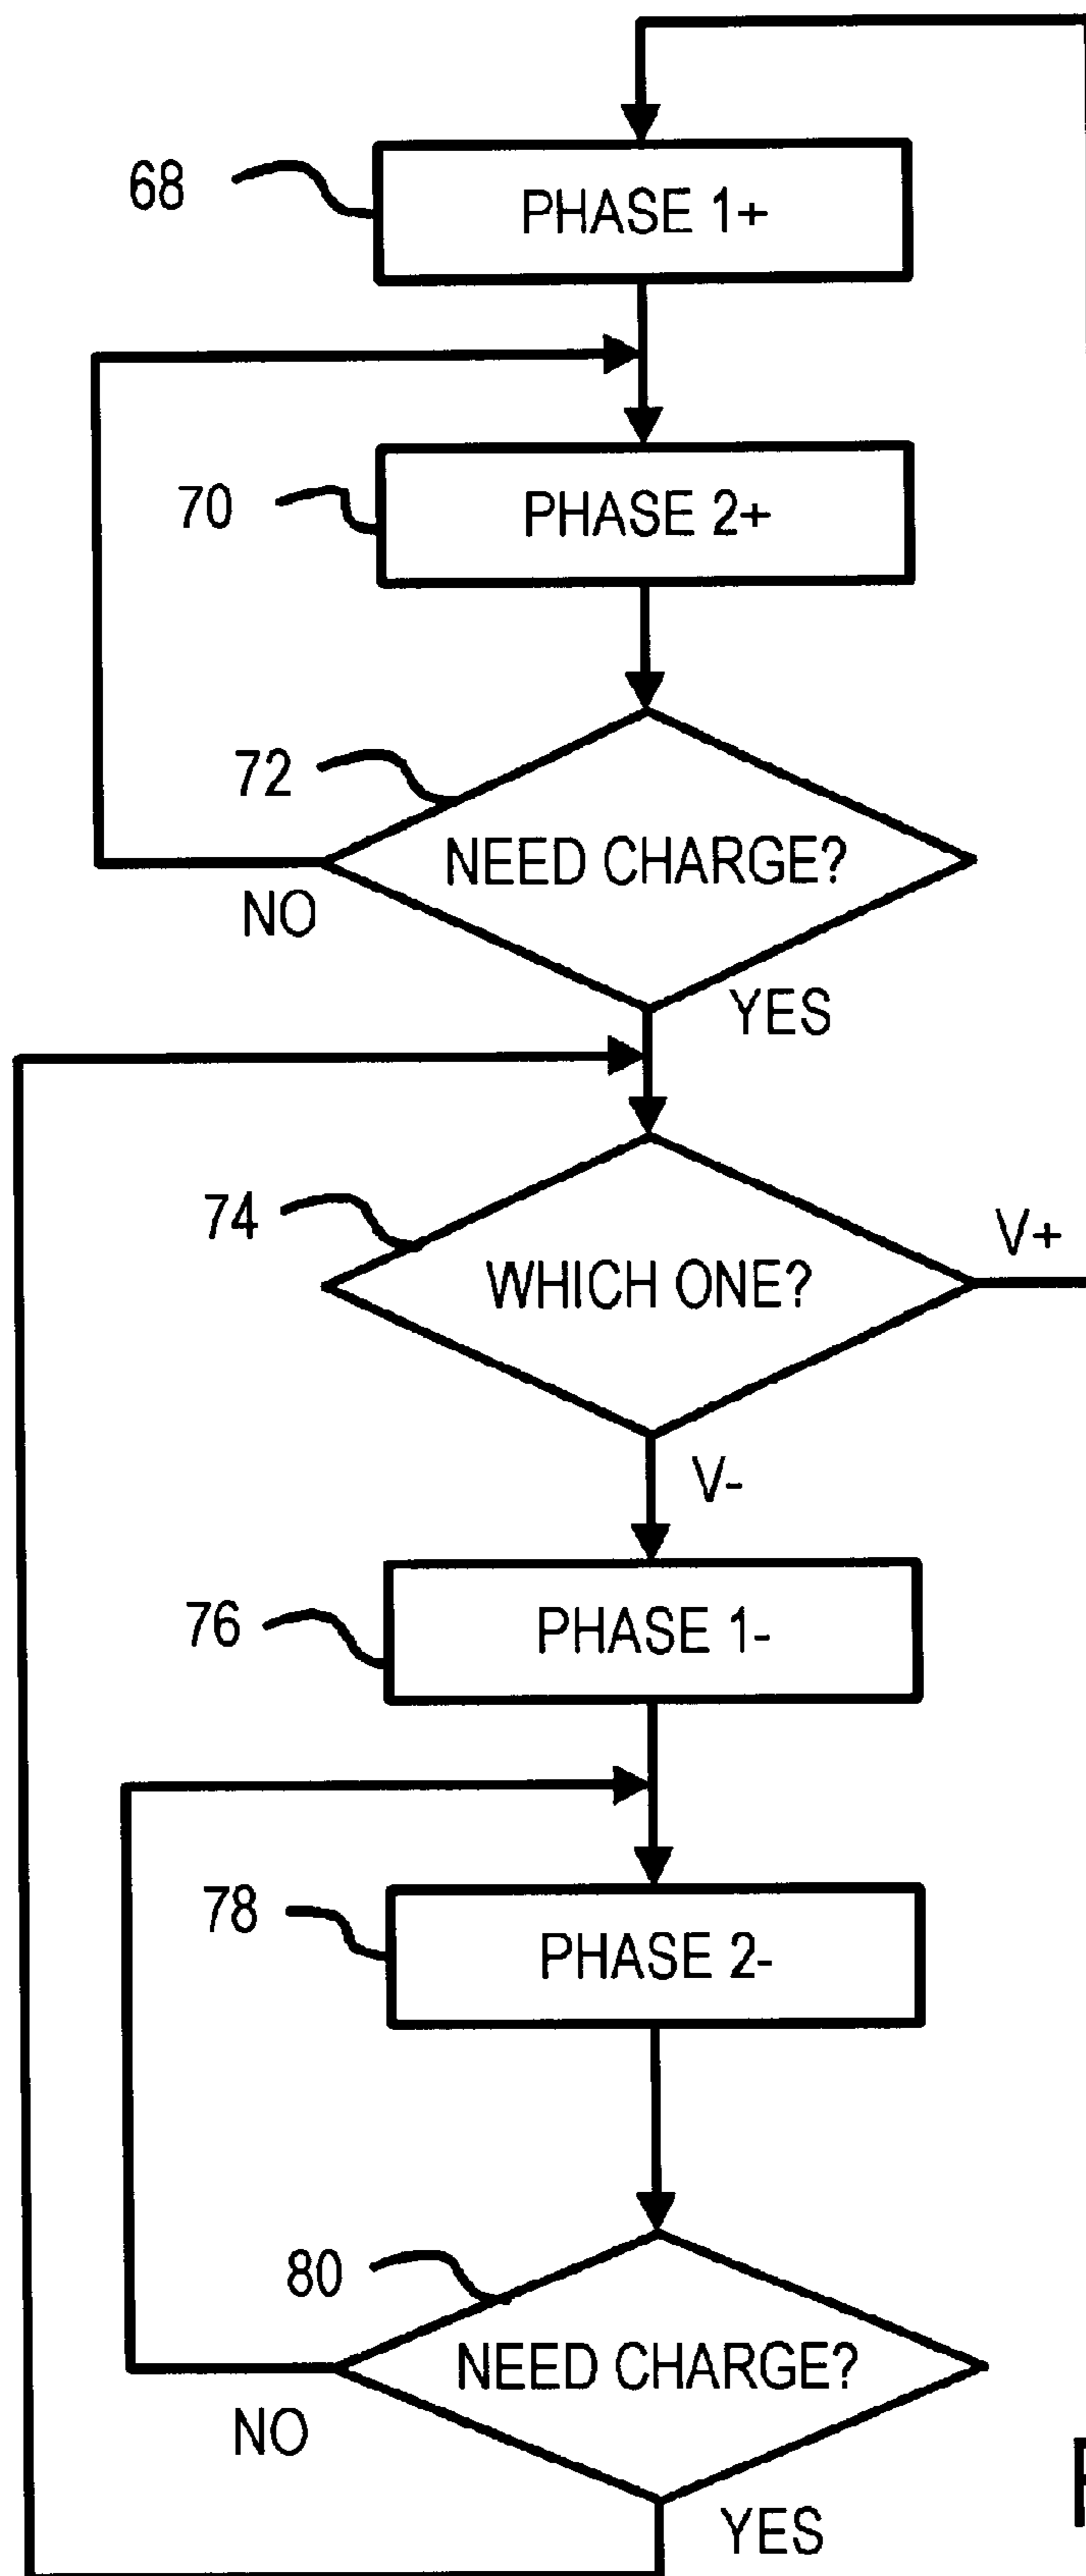 68
PHASE 1+
70
PHASE 2+
72
NEED CHARGE?
NO
YES
74
WHICH ONE?
V+
V-
76
PHASE 1-
78
PHASE 2-
80
NEED CHARGE?
NO
YES